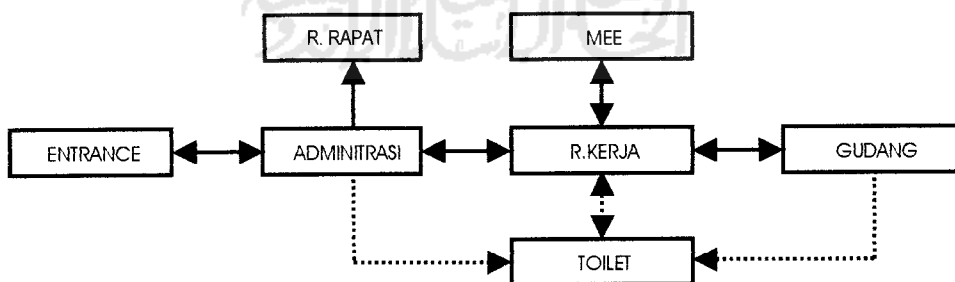 R. RAPAT
MEE
ENTRANCE
ADMINITRASI
R.KERJA
GUDANG
TOILET